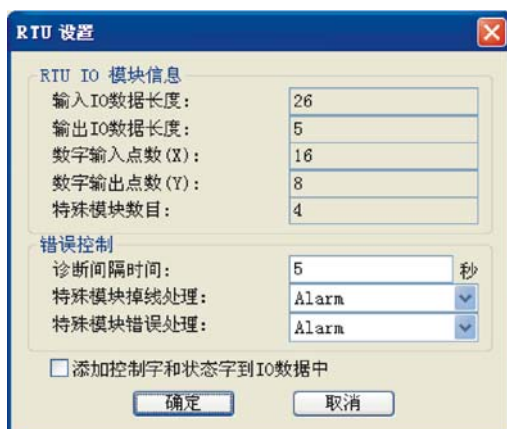 RTU 设置
RTU IO 模块信息
输入IO数据长度: 26
输出IO数据长度: 5
数字输入点数(X): 16
数字输出点数(Y): 8
特殊模块数目: 4
错误控制
诊断间隔时间: 5 秒
特殊模块掉线处理: Alarm
特殊模块错误处理: Alarm
添加控制字和状态字到IO数据中
确定 取消